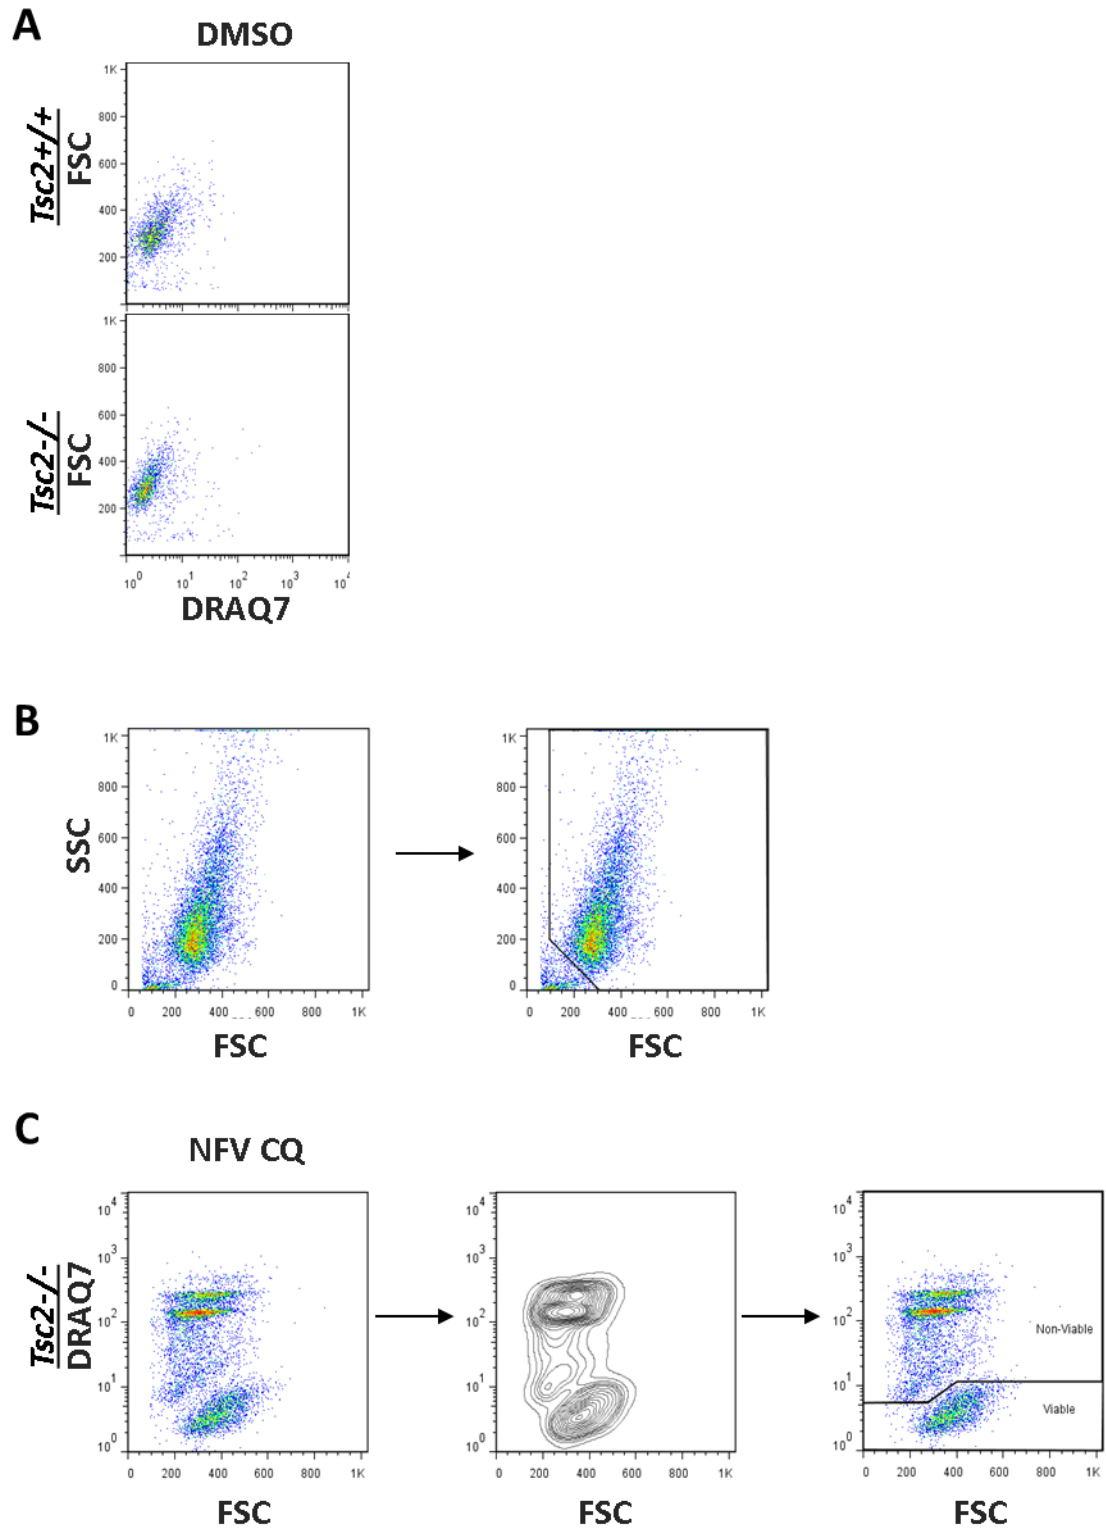 A
DMSO
Tsc2+/+
FSC
1K
800
600
400
200
Tsc2-/-
FSC
1K
800
600
400
200
10^0 10^1 10^2 10^3 10^4
DRAQ7
B
SSC
1K
800
600
400
200
0
0 200 400 600 800 1K
FSC
1K
800
600
400
200
0
0 200 400 600 800 1K
FSC
C
NFV CQ
Tsc2-/-
DRAQ7
10^4
10^3
10^2
10^1
10^0
0 200 400 600 800 1K
FSC
10^4
10^3
10^2
10^1
10^0
0 200 400 600 800 1K
FSC
10^4
10^3
10^2
10^1
10^0
Non-Viable
Viable
0 200 400 600 800 1K
FSC